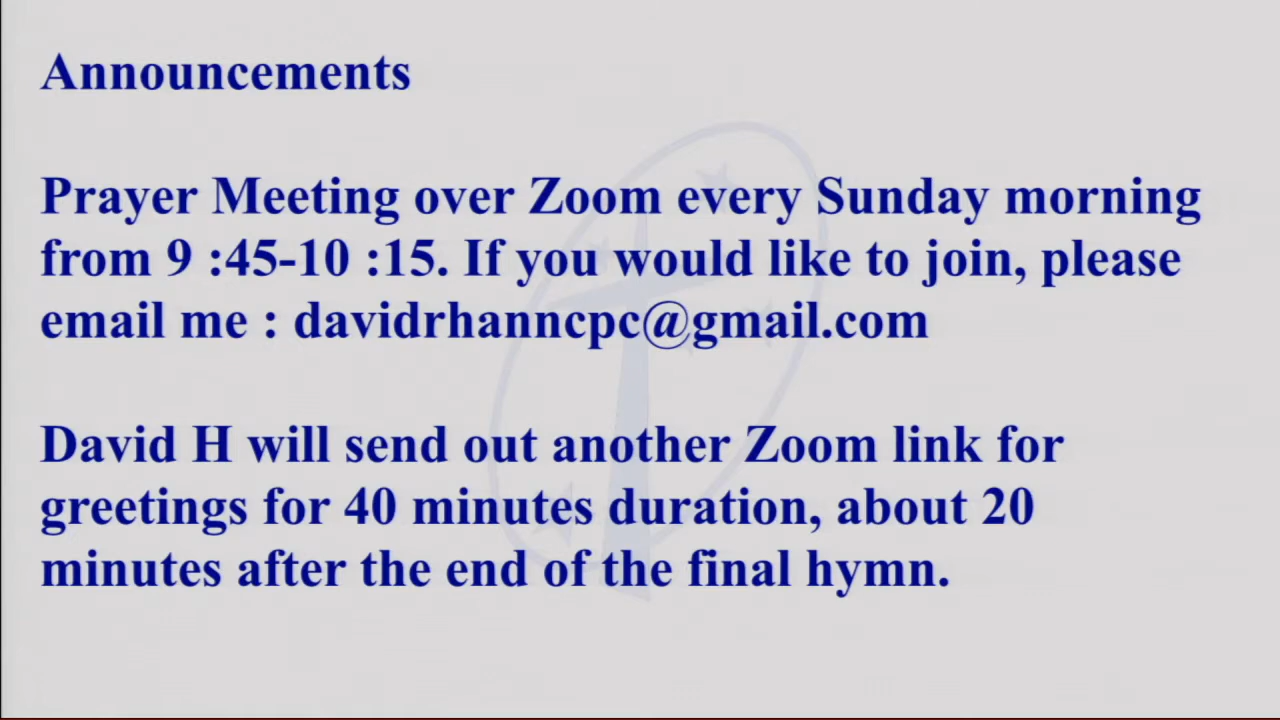 Announcements
Prayer Meeting over Zoom every Sunday morning
from 9 :45-10 :15. If you would like to join, please
email me : davidrhanncpc@gmail.com
David H will send out another Zoom link for
greetings for 40 minutes duration, about 20
minutes after the end of the final hymn.